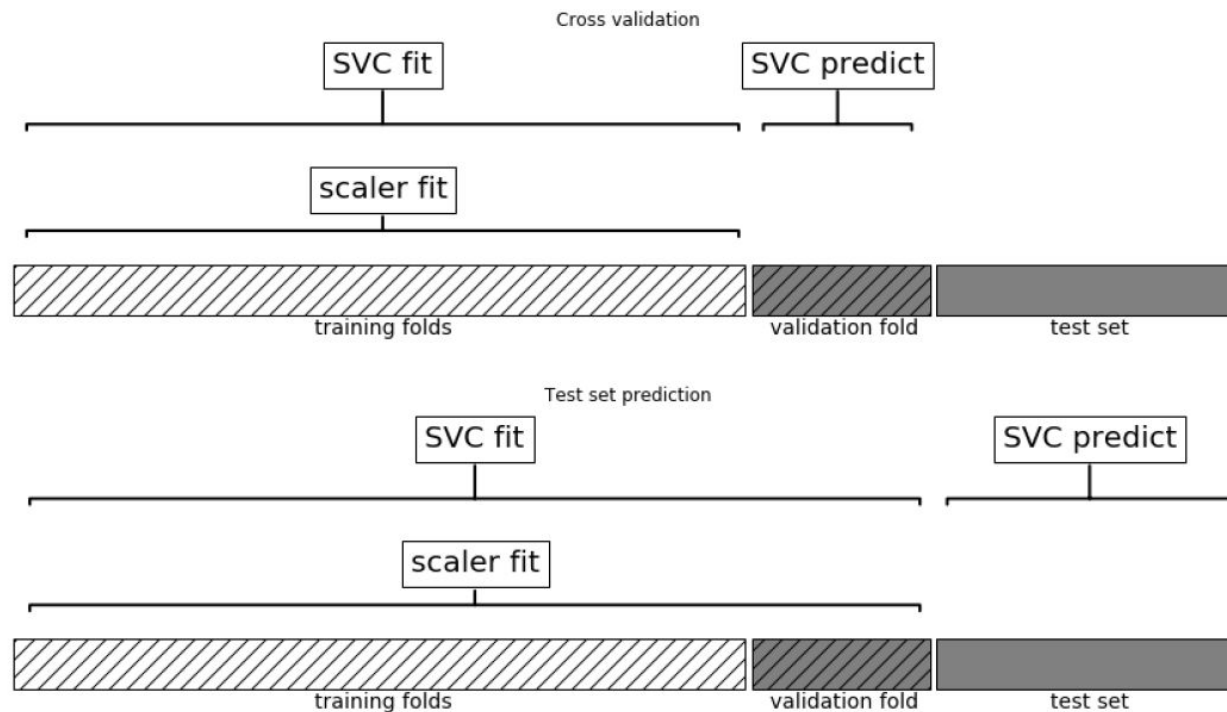 Cross validation
SVC fit
SVC predict
scaler fit
training folds
validation fold
test set
Test set prediction
SVC fit
SVC predict
scaler fit
training folds
validation fold
test set